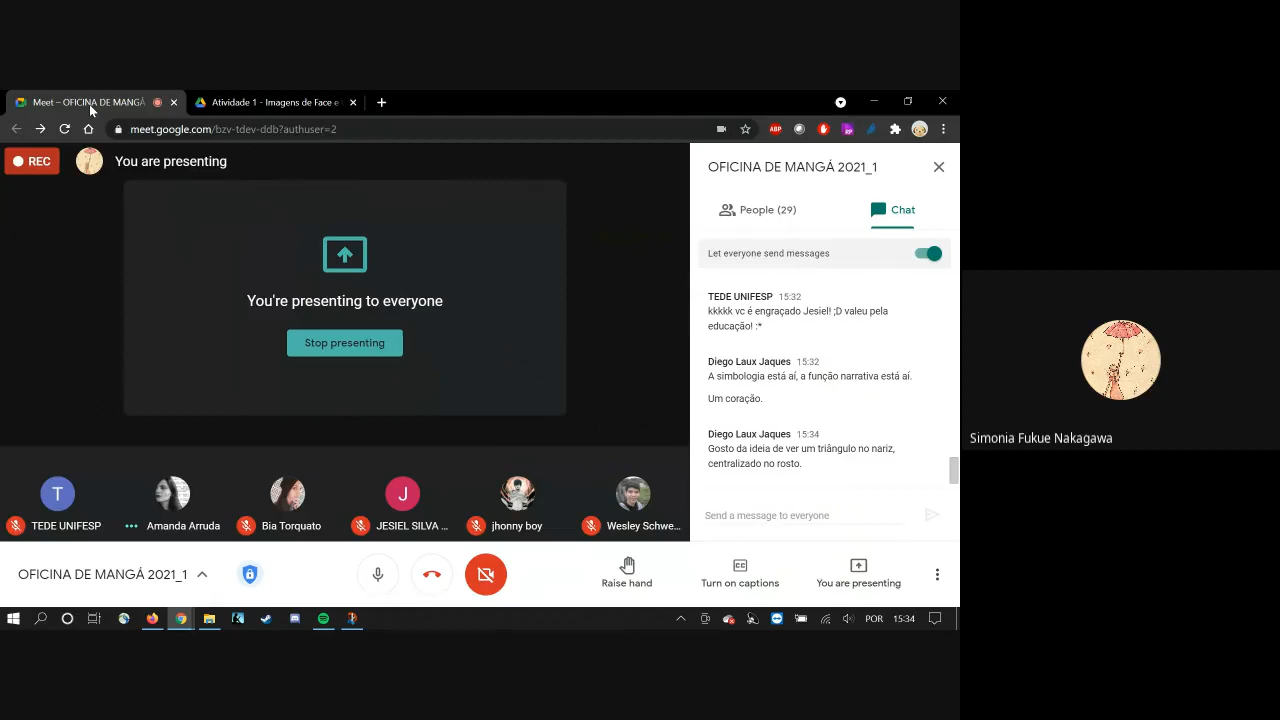 Meet – OFICINA DE MANGÁ
Atividade 1 - Imagens de Face e
meet.google.com/bzv-tdev-ddb?authuser=2
ABP
RP
REC
You are presenting
You're presenting to everyone
Stop presenting
T
TEDE UNIFESP
Amanda Arruda
Bia Torquato
J
JESIEL SILVA ...
jhonny boy
Wesley Schwe...
OFICINA DE MANGÁ 2021_1
People (29)
Chat
Let everyone send messages
TEDE UNIFESP 15:32
kkkkk vc é engraçado Jesiel! ;D valeu pela
educação! :*
Diego Laux Jaques 15:32
A simbologia está aí, a função narrativa está aí.
Um coração.
Diego Laux Jaques 15:34
Gosto da ideia de ver um triângulo no nariz,
centralizado no rosto.
Send a message to everyone
OFICINA DE MANGÁ 2021_1
Raise hand
CC
Turn on captions
You are presenting
POR
15:34
Simonia Fukue Nakagawa